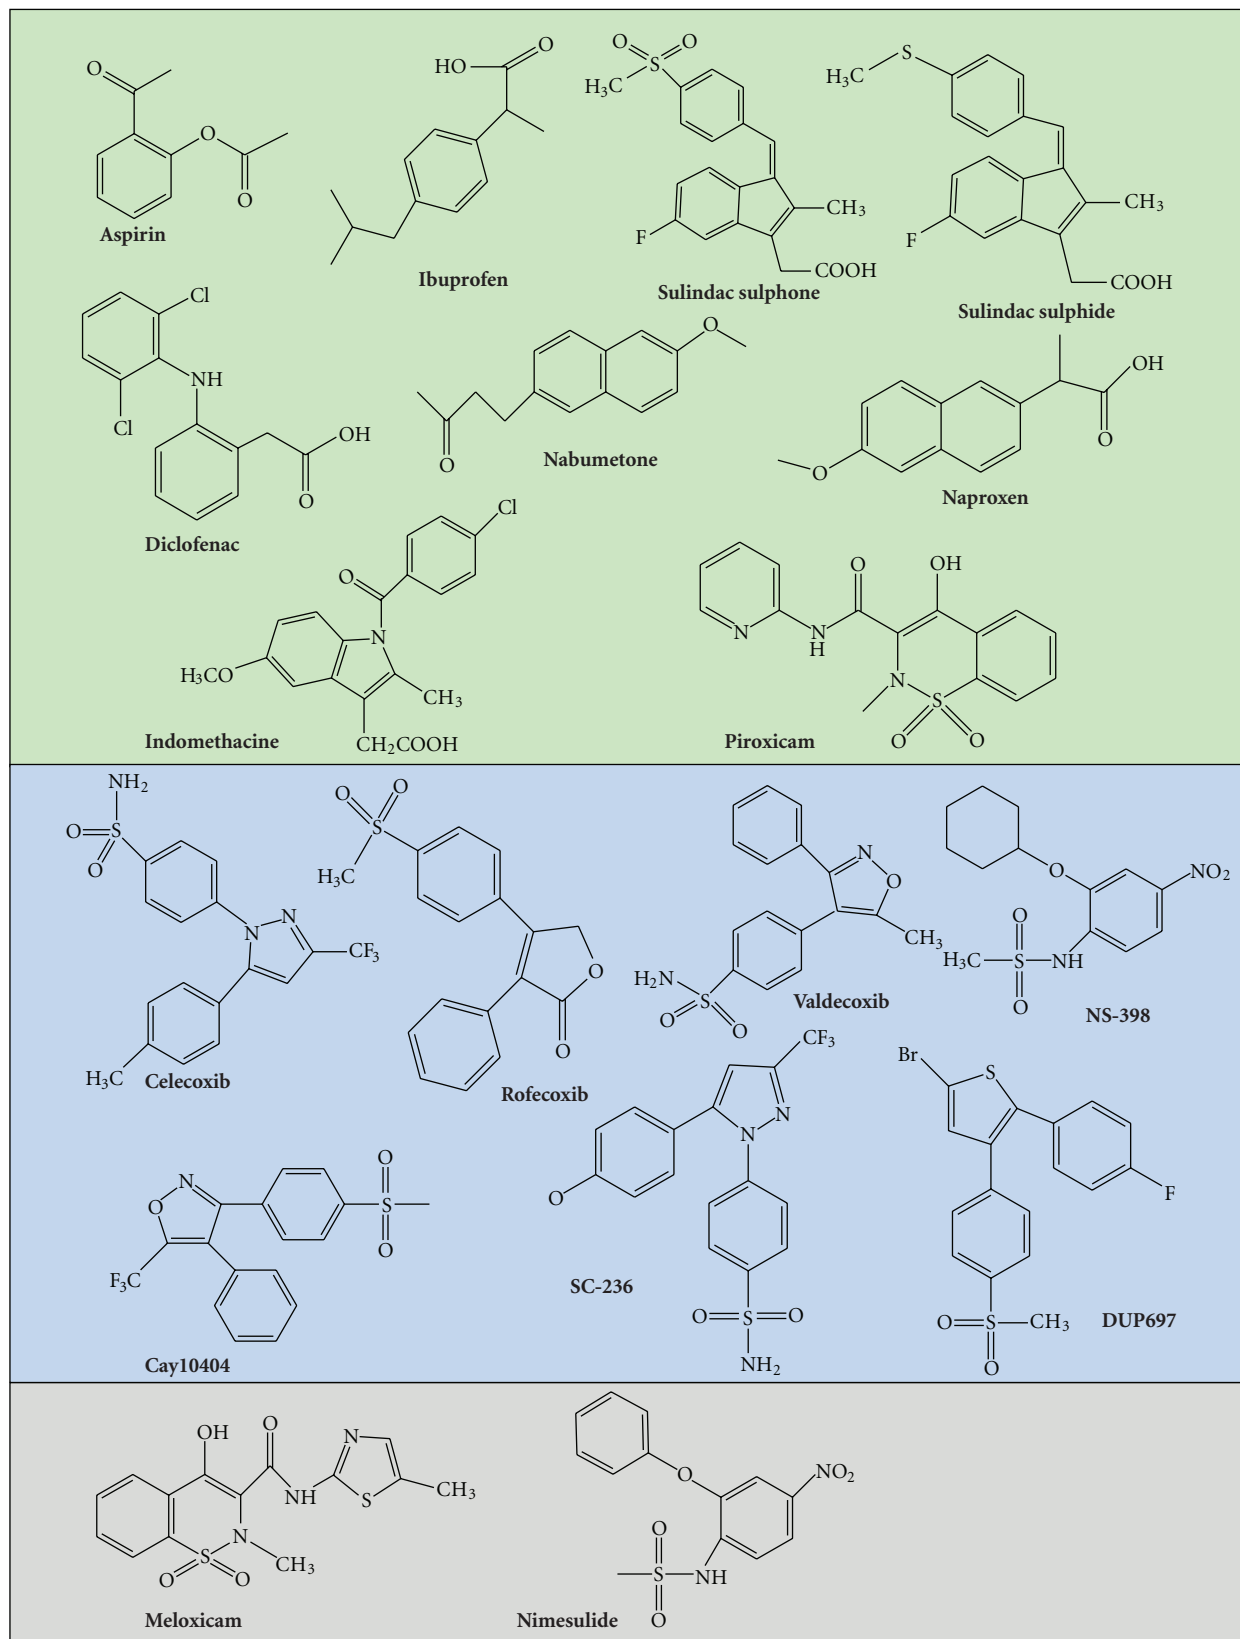 O
O
O
Aspirin
HO
O
Ibuprofen
O
O
S
H₃C
F
CH₃
COOH
Sulindac sulphone
S
H₃C
F
CH₃
COOH
Sulindac sulphide
Cl
NH
Cl
OH
O
Diclofenac
O
O
Nabumetone
OH
O
O
Naproxen
Cl
O
N
H₃CO
CH₃
CH₂COOH
Indomethacine
O
OH
N
N
H
N
S
O
O
Piroxicam
NH₂
O
S
O
N
N
CF₃
H₃C
Celecoxib
O
O
S
H₃C
O
O
Rofecoxib
N
O
CH₃
H₂N
S
O
O
Valdecoxib
O
NO₂
O
H₃C
S
NH
O
NS-398
O
N
O
S
O
F₃C
Cay10404
CF₃
N
N
O
O
S
O
NH₂
SC-236
Br
S
F
O
S
CH₃
O
DUP697
OH
O
N
NH
S
CH₃
N
S
CH₃
O
O
Meloxicam
O
NO₂
O
S
NH
O
Nimesulide